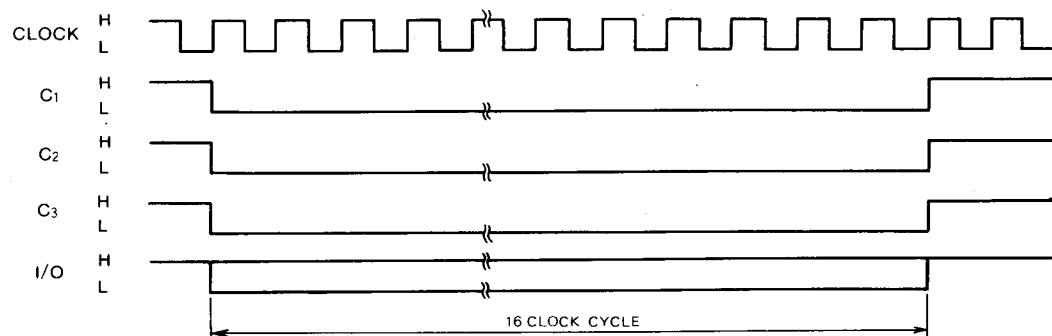 CLOCK H
L
C1 H
L
C2 H
L
C3 H
L
I/O H
L
16 CLOCK CYCLE